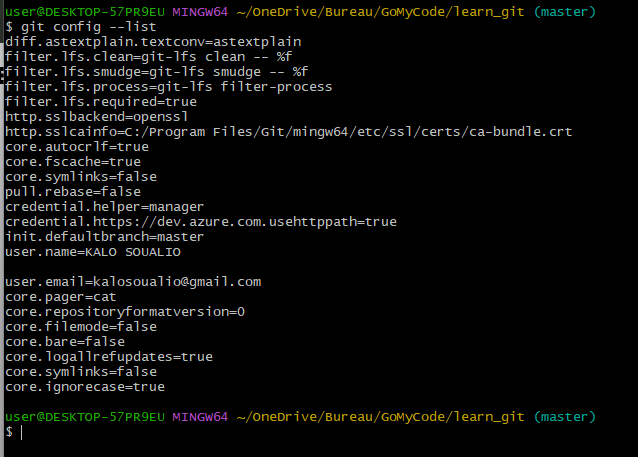 user@DESKTOP-57PR9EU MINGW64 ~/OneDrive/Bureau/GoMyCode/learn_git (master)
$ git config --list
diff.astextplain.textconv=astextplain
filter.lfs.clean=git-lfs clean -- %f
filter.lfs.smudge=git-lfs smudge -- %f
filter.lfs.process=git-lfs filter-process
filter.lfs.required=true
http.sslbackend=openssl
http.sslcainfo=C:/Program Files/Git/mingw64/etc/ssl/certs/ca-bundle.crt
core.autocrlf=true
core.fscache=true
core.symlinks=false
pull.rebase=false
credential.helper=manager
credential.https://dev.azure.com.usehttppath=true
init.defaultbranch=master
user.name=KALO SOUALIO
user.email=kalosoualio@gmail.com
core.pager=cat
core.repositoryformatversion=0
core.filemode=false
core.bare=false
core.logallrefupdates=true
core.symlinks=false
core.ignorecase=true
user@DESKTOP-57PR9EU MINGW64 ~/OneDrive/Bureau/GoMyCode/learn_git (master)
$